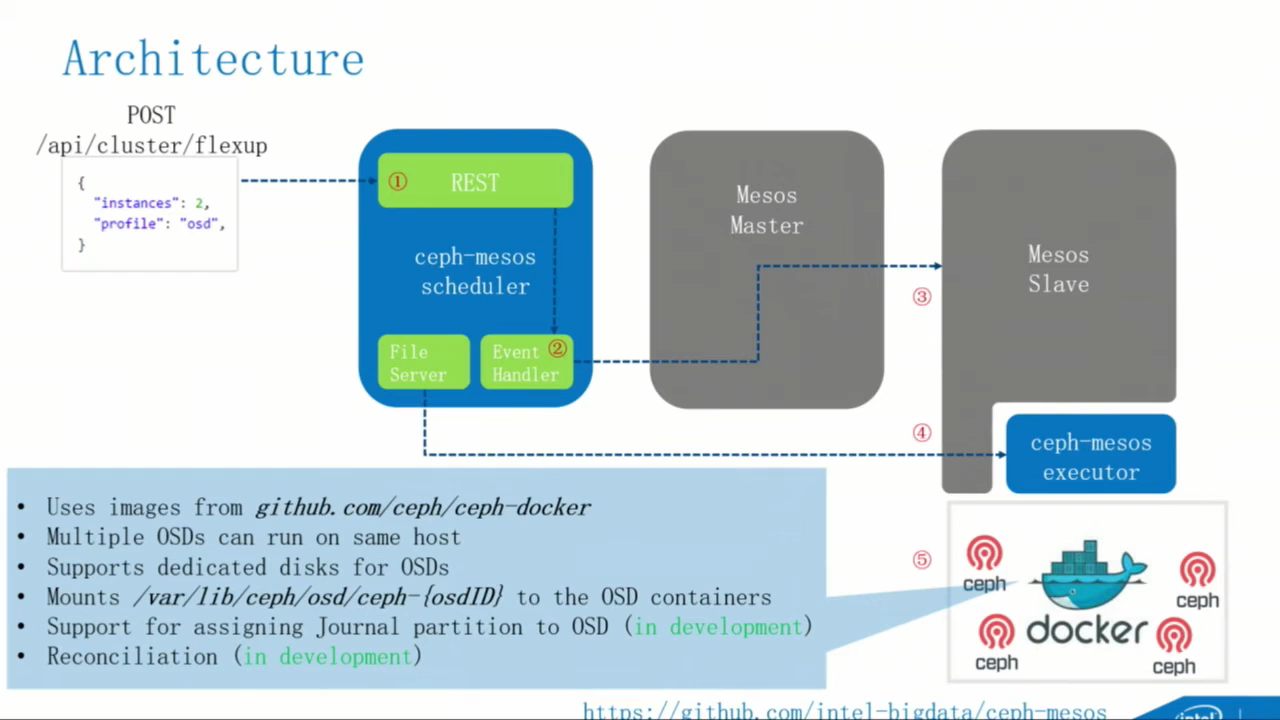 Architecture
POST
/api/cluster/flexup
{
"instances": 2,
"profile": "osd",
}
① REST
ceph-mesos
scheduler
File
Server
Event ②
Handler
Mesos
Master
③
Mesos
Slave
④
ceph-mesos
executor
• Uses images from github.com/ceph/ceph-docker
• Multiple OSDs can run on same host
• Supports dedicated disks for OSDs
• Mounts /var/lib/ceph/osd/ceph-{osdID} to the OSD containers
• Support for assigning Journal partition to OSD (in development)
• Reconciliation (in development)
⑤
ceph
ceph
docker
ceph
ceph
https://github.com/intel-bigdata/ceph-mesos
intel